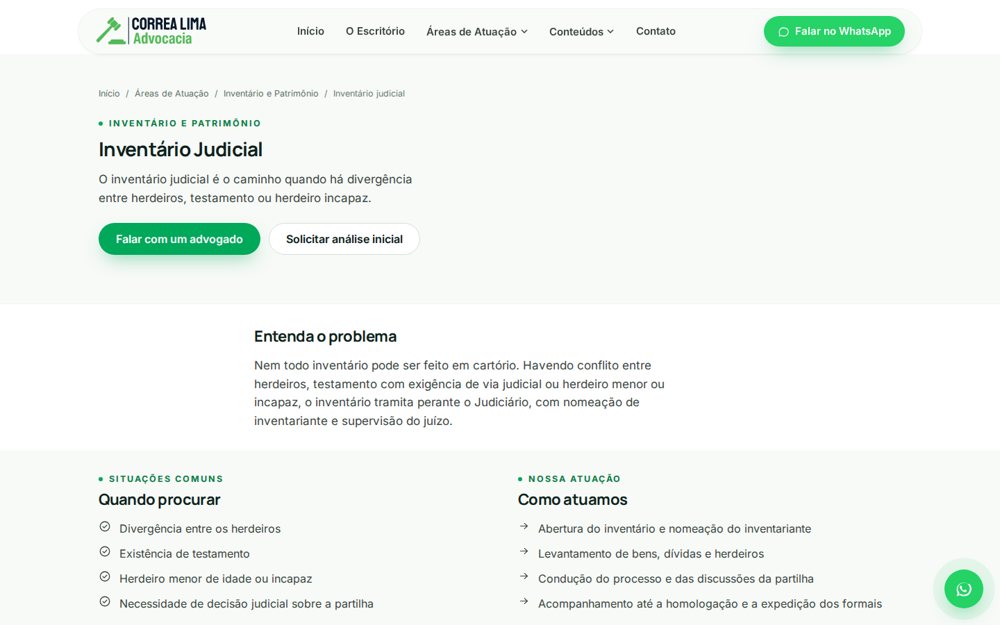 CORREA LIMA
Advocacia
Início
O Escritório
Áreas de Atuação
Conteúdos
Contato
Falar no WhatsApp
Início / Áreas de Atuação / Inventário e Patrimônio / Inventário judicial
INVENTÁRIO E PATRIMÔNIO
Inventário Judicial
O inventário judicial é o caminho quando há divergência
entre herdeiros, testamento ou herdeiro incapaz.
Falar com um advogado
Solicitar análise inicial
Entenda o problema
Nem todo inventário pode ser feito em cartório. Havendo conflito entre
herdeiros, testamento com exigência de via judicial ou herdeiro menor ou
incapaz, o inventário tramita perante o Judiciário, com nomeação de
inventariante e supervisão do juízo.
SITUAÇÕES COMUNS
Quando procurar
Divergência entre os herdeiros
Existência de testamento
Herdeiro menor de idade ou incapaz
Necessidade de decisão judicial sobre a partilha
NOSSA ATUAÇÃO
Como atuamos
Abertura do inventário e nomeação do inventariante
Levantamento de bens, dívidas e herdeiros
Condução do processo e das discussões da partilha
Acompanhamento até a homologação e a expedição dos formais